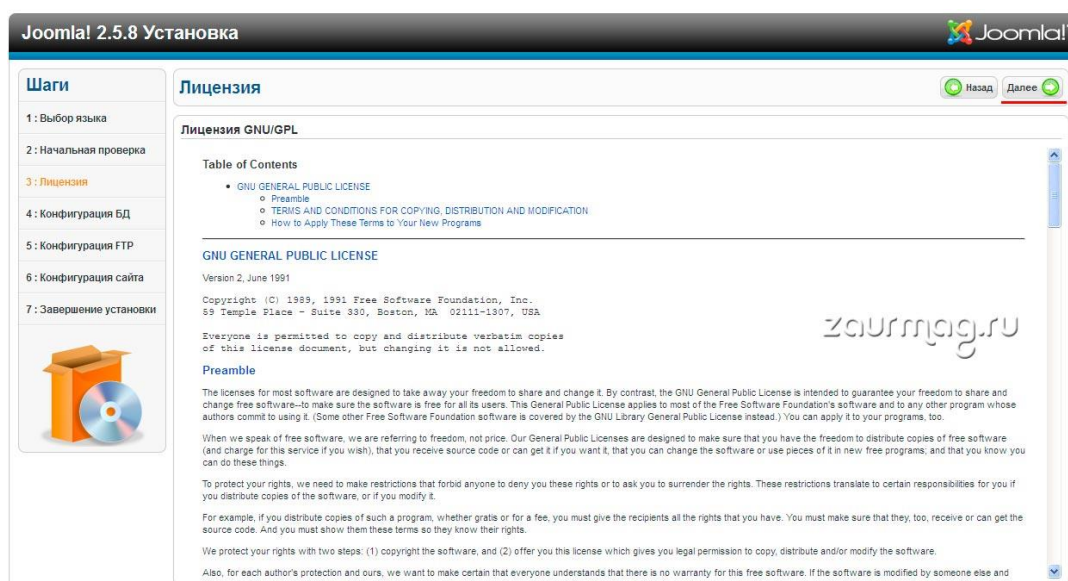 Joomla! 2.5.8 Установка
Joomla!
Шаги
1 : Выбор языка
2 : Начальная проверка
3 : Лицензия
4 : Конфигурация БД
5 : Конфигурация FTP
6 : Конфигурация сайта
7 : Завершение установки
Лицензия
Назад
Далее
Лицензия GNU/GPL
Table of Contents
GNU GENERAL PUBLIC LICENSE
Preamble
TERMS AND CONDITIONS FOR COPYING, DISTRIBUTION AND MODIFICATION
How to Apply These Terms to Your New Programs
GNU GENERAL PUBLIC LICENSE
Version 2, June 1991
Copyright (C) 1989, 1991 Free Software Foundation, Inc.
59 Temple Place - Suite 330, Boston, MA  02111-1307, USA
Everyone is permitted to copy and distribute verbatim copies
of this license document, but changing it is not allowed.
zaurmag.ru
Preamble
The licenses for most software are designed to take away your freedom to share and change it. By contrast, the GNU General Public License is intended to guarantee your freedom to share and
change free software--to make sure the software is free for all its users. This General Public License applies to most of the Free Software Foundation's software and to any other program whose
authors commit to using it. (Some other Free Software Foundation software is covered by the GNU Library General Public License instead.) You can apply it to your programs, too.
When we speak of free software, we are referring to freedom, not price. Our General Public Licenses are designed to make sure that you have the freedom to distribute copies of free software
(and charge for this service if you wish), that you receive source code or can get it if you want it, that you can change the software or use pieces of it in new free programs; and that you know you
can do these things.
To protect your rights, we need to make restrictions that forbid anyone to deny you these rights or to ask you to surrender the rights. These restrictions translate to certain responsibilities for you if
you distribute copies of the software, or if you modify it.
For example, if you distribute copies of such a program, whether gratis or for a fee, you must give the recipients all the rights that you have. You must make sure that they, too, receive or can get the
source code. And you must show them these terms so they know their rights.
We protect your rights with two steps: (1) copyright the software, and (2) offer you this license which gives you legal permission to copy, distribute and/or modify the software.
Also, for each author's protection and ours, we want to make certain that everyone understands that there is no warranty for this free software. If the software is modified by someone else and